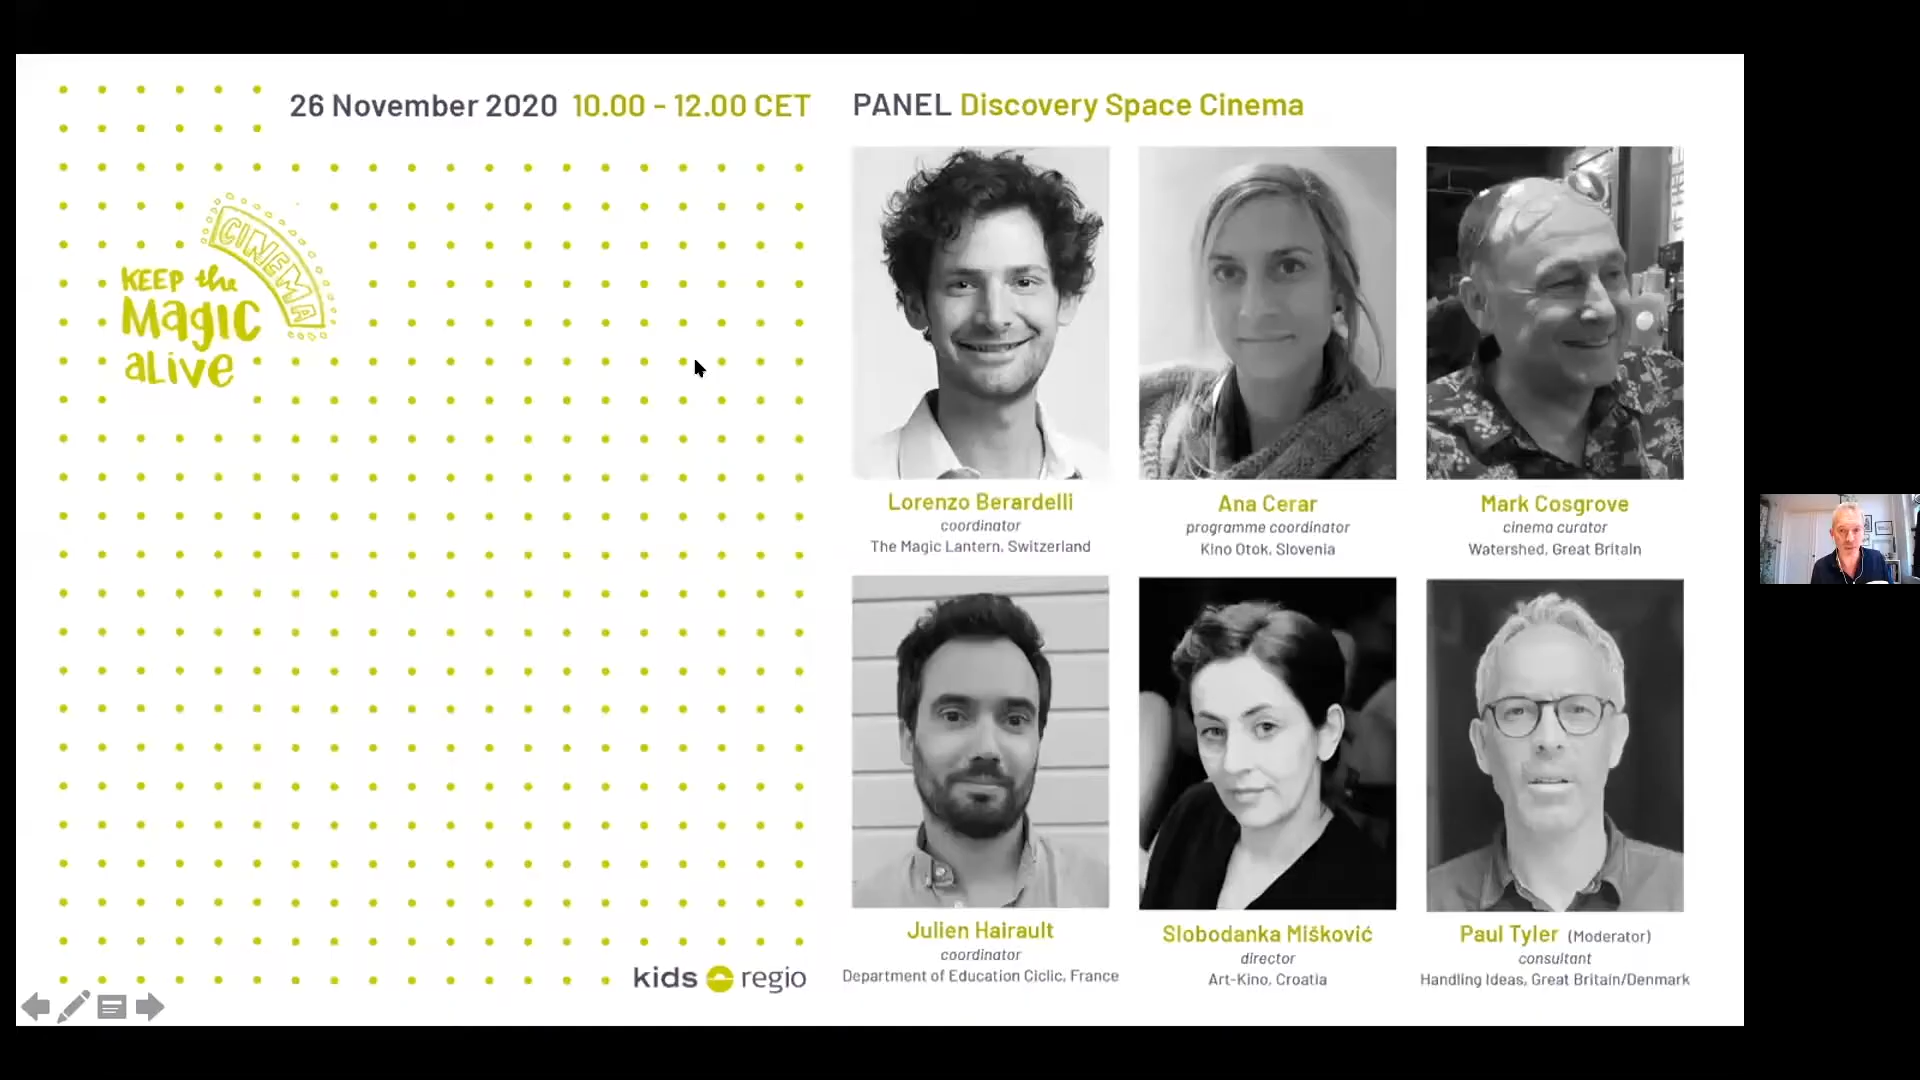 26 November 2020 10.00 - 12.00 CET
PANEL Discovery Space Cinema
CINEMA
KEEP the
Magic
alive
Lorenzo Berardelli
coordinator
The Magic Lantern, Switzerland
Ana Cerar
programme coordinator
Kino Otok, Slovenia
Mark Cosgrove
cinema curator
Watershed, Great Britain
Julien Hairault
coordinator
Department of Education Ciclic, France
Slobodanka Mišković
director
Art-Kino, Croatia
Paul Tyler (Moderator)
consultant
Handling Ideas, Great Britain/Denmark
kids regio